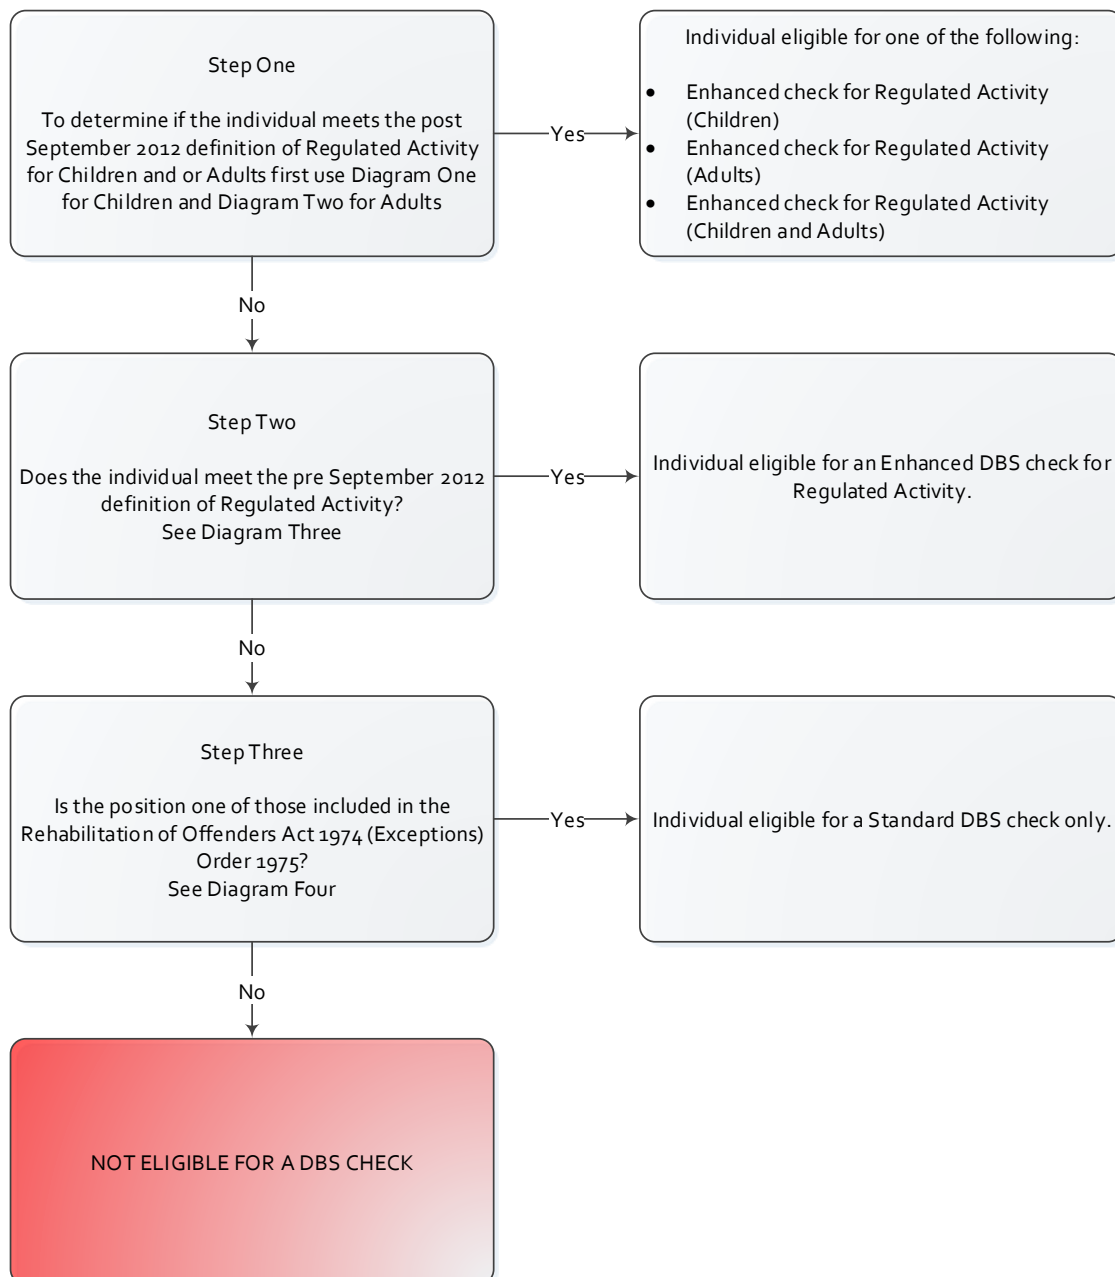 Step One
To determine if the individual meets the post
September 2012 definition of Regulated Activity
for Children and or Adults first use Diagram One
for Children and Diagram Two for Adults
Yes
Individual eligible for one of the following:
• Enhanced check for Regulated Activity
(Children)
• Enhanced check for Regulated Activity
(Adults)
• Enhanced check for Regulated Activity
(Children and Adults)
No
Step Two
Does the individual meet the pre September 2012
definition of Regulated Activity?
See Diagram Three
Yes
Individual eligible for an Enhanced DBS check for
Regulated Activity.
No
Step Three
Is the position one of those included in the
Rehabilitation of Offenders Act 1974 (Exceptions)
Order 1975?
See Diagram Four
Yes
Individual eligible for a Standard DBS check only.
No
NOT ELIGIBLE FOR A DBS CHECK